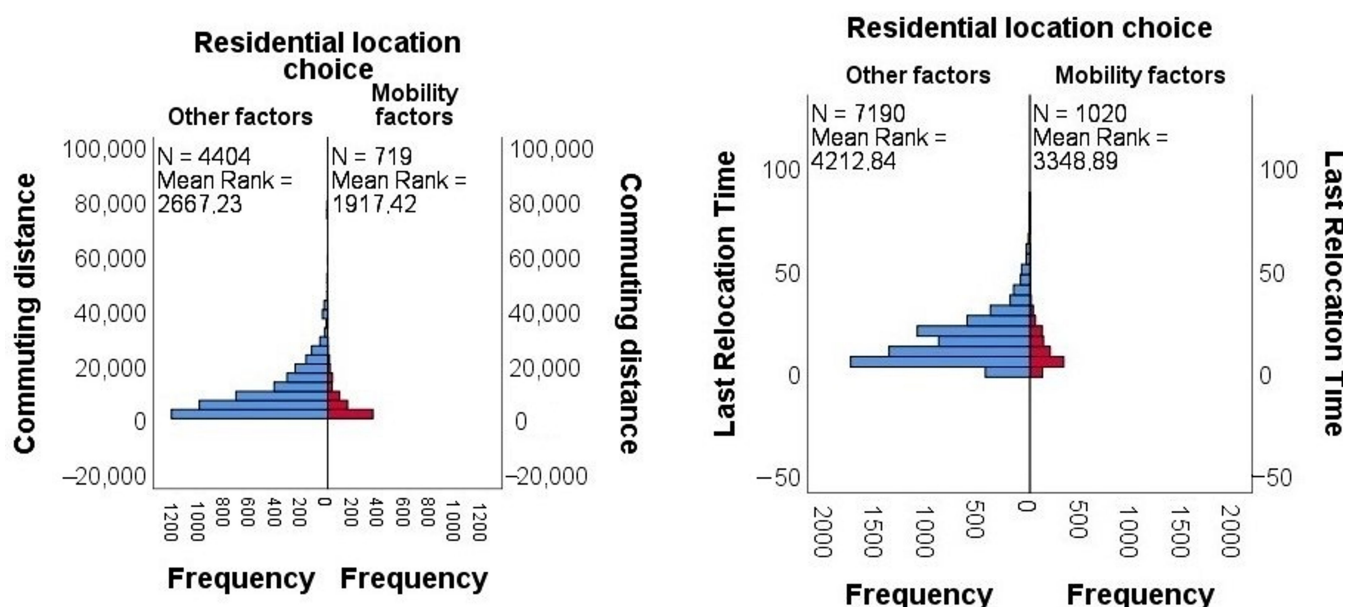 Residential location
choice
Other factors
Mobility
factors
N = 4404
Mean Rank =
2667,23
N = 719
Mean Rank =
1917,42
Commuting distance
100,000
80,000
60,000
40,000
20,000
0
–20,000
100,000
80,000
60,000
40,000
20,000
0
–20,000
Commuting distance
1200 1000 800 600 400 200 0 200 400 600 800 1000 1200
Frequency Frequency
Residential location choice
Other factors
Mobility factors
N = 7190
Mean Rank =
4212,84
N = 1020
Mean Rank =
3348,89
Last Relocation Time
100
50
0
–50
100
50
0
–50
Last Relocation Time
2000 1500 1000 500 0 500 1000 1500 2000
Frequency Frequency